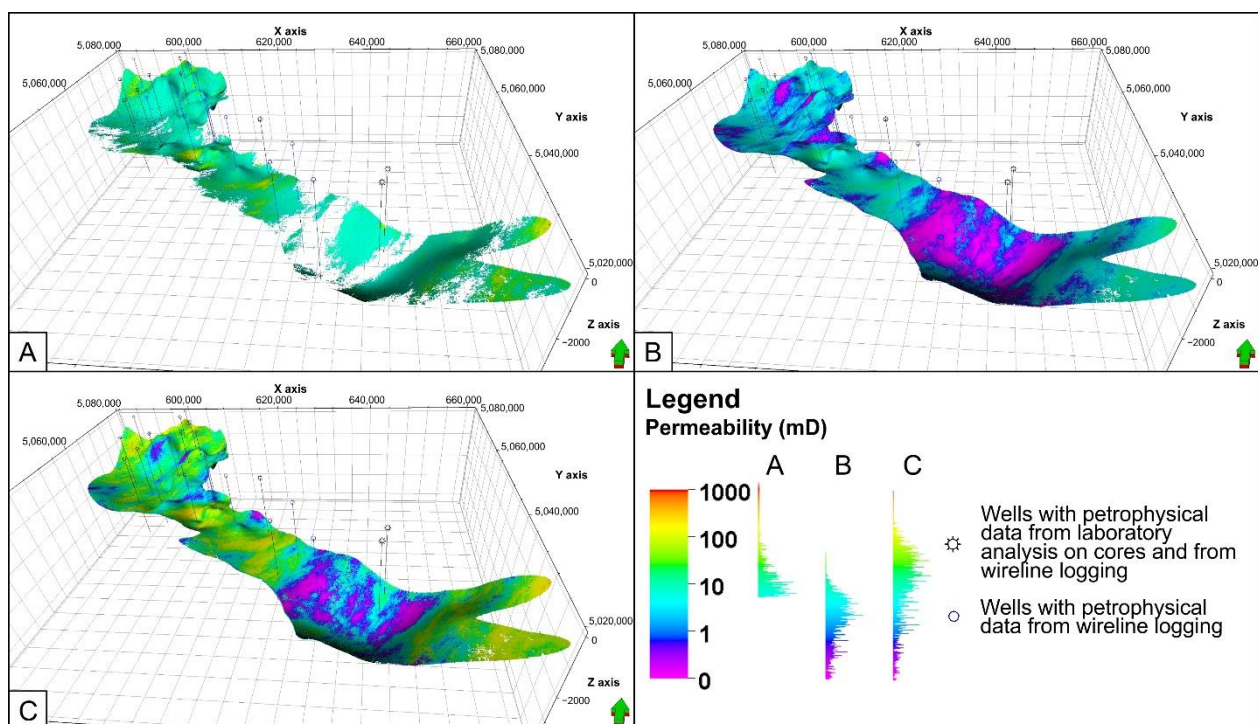 X axis
5,080,000
600,000
620,000
640,000
660,000
5,080,000
5,060,000
5,060,000
Y axis
5,040,000
5,020,000
0
Z axis
−2000
A
X axis
5,080,000
600,000
620,000
640,000
660,000
5,080,000
5,060,000
5,060,000
Y axis
5,040,000
5,020,000
0
Z axis
−2000
B
X axis
5,080,000
600,000
620,000
640,000
660,000
5,080,000
5,060,000
5,060,000
Y axis
5,040,000
5,020,000
0
Z axis
−2000
C
Legend
Permeability (mD)
A B C
1000
100
10
1
0
Wells with petrophysical
data from laboratory
analysis on cores and from
wireline logging
Wells with petrophysical
data from wireline logging